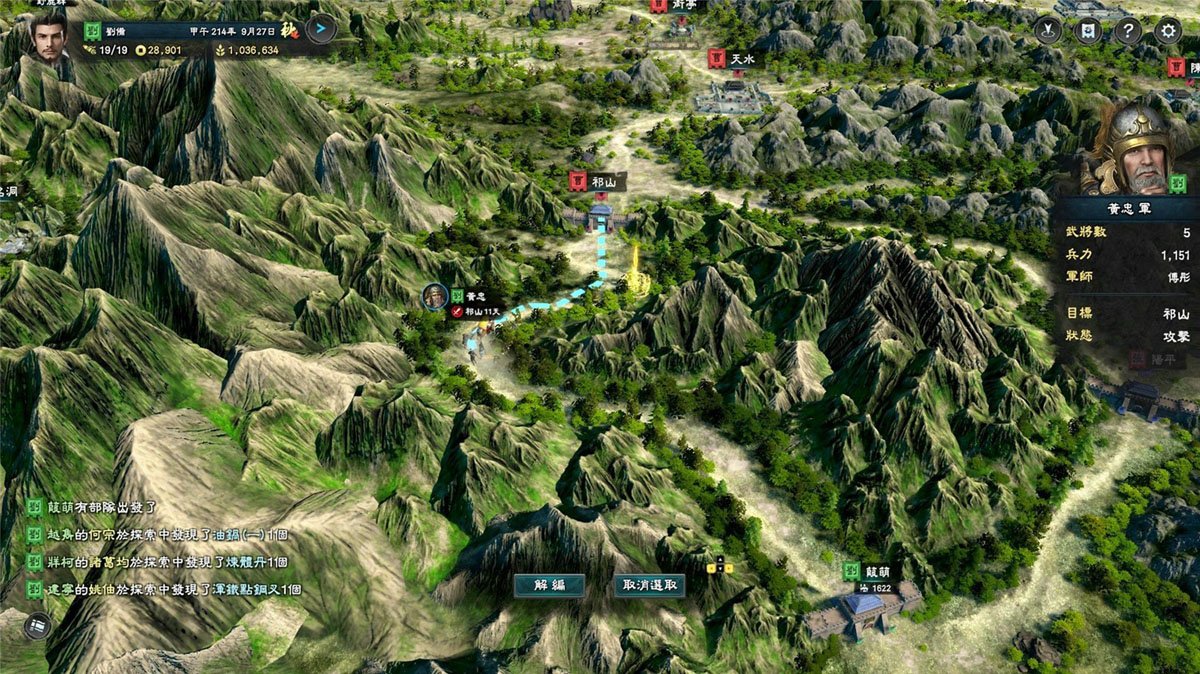 劉備
甲午 214年 9月27日 秋
19/19 28,901 1,036,634
街亭
天水
祁山
黃忠
祁山 11天
黃忠軍
武將數 5
兵力 1,151
軍師 傅彤
目標 祁山
狀態 攻擊
陽平
葭萌
1622
葭萌有部隊出發了
越嶲的何宗於探索中發現了油鍋(一)1個
牂柯的諸葛均於探索中發現了煉體丹1個
建寧的姚伷於探索中發現了渾鐵點鋼叉1個
解編
取消選取